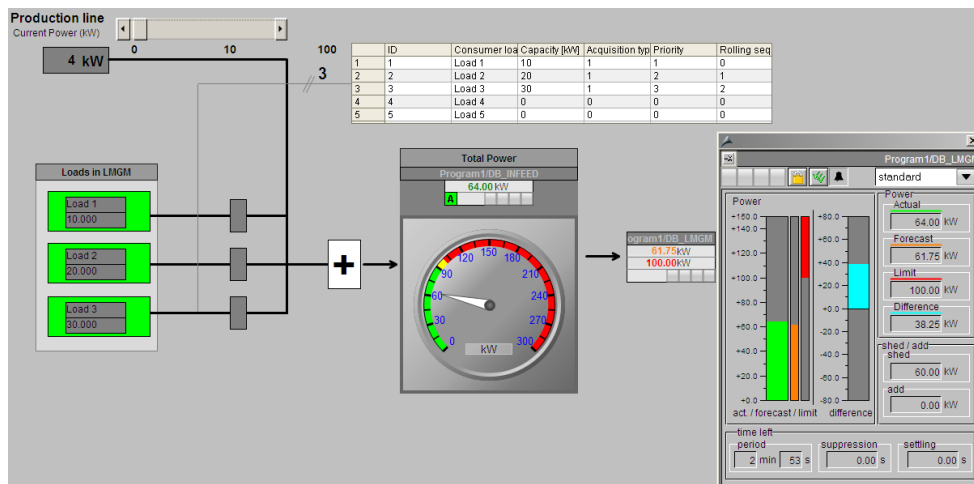 Production line
Current Power (kW)
0 10 100
4 kW
3
ID Consumer loa Capacity [kW] Acquisition typ Priority Rolling seq
1 1 Load 1 10 1 1 0
2 2 Load 2 20 1 2 1
3 3 Load 3 30 1 3 2
4 4 Load 4 0 0 0 0
5 5 Load 5 0 0 0 0
Loads in LMGM
Load 1
10.000
Load 2
20.000
Load 3
30.000
+
Total Power
Program1/DB_INFEED
64.00 kW
A
0 30 60 90 120 150 180 210 240 270 300
kW
ogram1/DB_LMGM
61.75kW
100.00kW
Program1/DB_LMG
standard
Power
+150.0
+140.0
+120.0
+100.0
+80.0
+60.0
+40.0
+20.0
+0.0
act. / forecast / limit
+80.0
+60.0
+40.0
+20.0
+0.0
-20.0
-40.0
-60.0
-80.0
difference
Power
Actual
64.00 kW
Forecast
61.75 kW
Limit
100.00 kW
Difference
38.25 kW
shed / add
shed
60.00 kW
add
0.00 kW
time left
period
2 min 53 s
suppression
0.00 s
settling
0.00 s